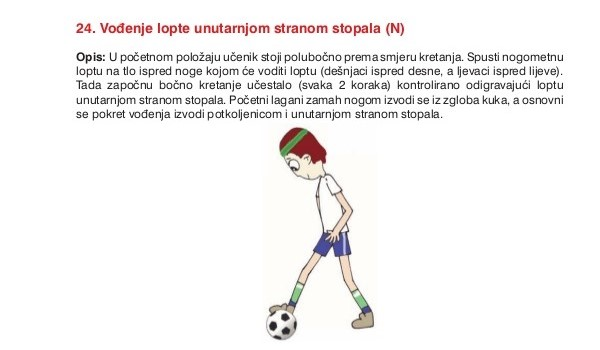 24. Vođenje lopte unutarnjom stranom stopala (N)
Opis: U početnom položaju učenik stoji polubočno prema smjeru kretanja. Spusti nogometnu
loptu na tlo ispred noge kojom će voditi loptu (dešnjaci ispred desne, a ljevaci ispred lijeve).
Tada započnu bočno kretanje učestalo (svaka 2 koraka) kontrolirano odigravajući loptu
unutarnjom stranom stopala. Početni lagani zamah nogom izvodi se iz zgloba kuka, a osnovni
se pokret vođenja izvodi potkoljenicom i unutarnjom stranom stopala.